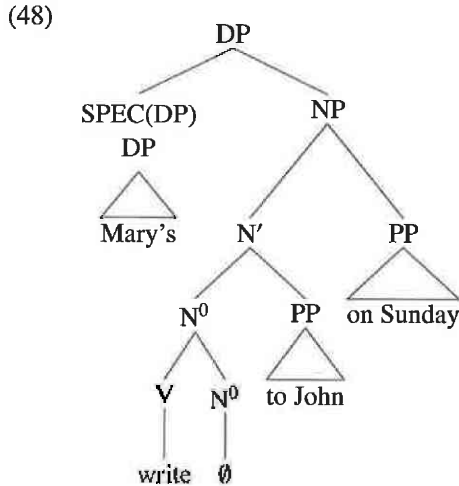 (48)
DP
SPEC(DP) NP
DP
Mary's N′ PP
N⁰ PP on Sunday
V N⁰ to John
write ∅